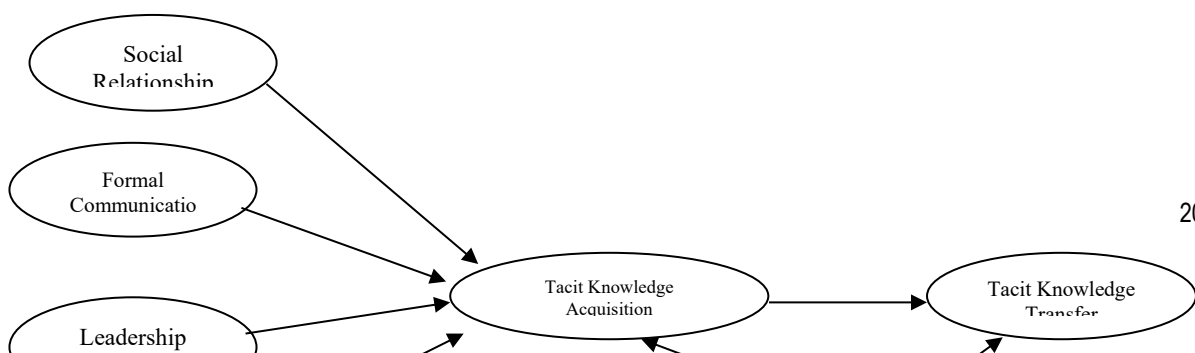 Social
Relationship
Formal
Communicatio
20
Tacit Knowledge
Acquisition
Tacit Knowledge
Transfer
Leadership